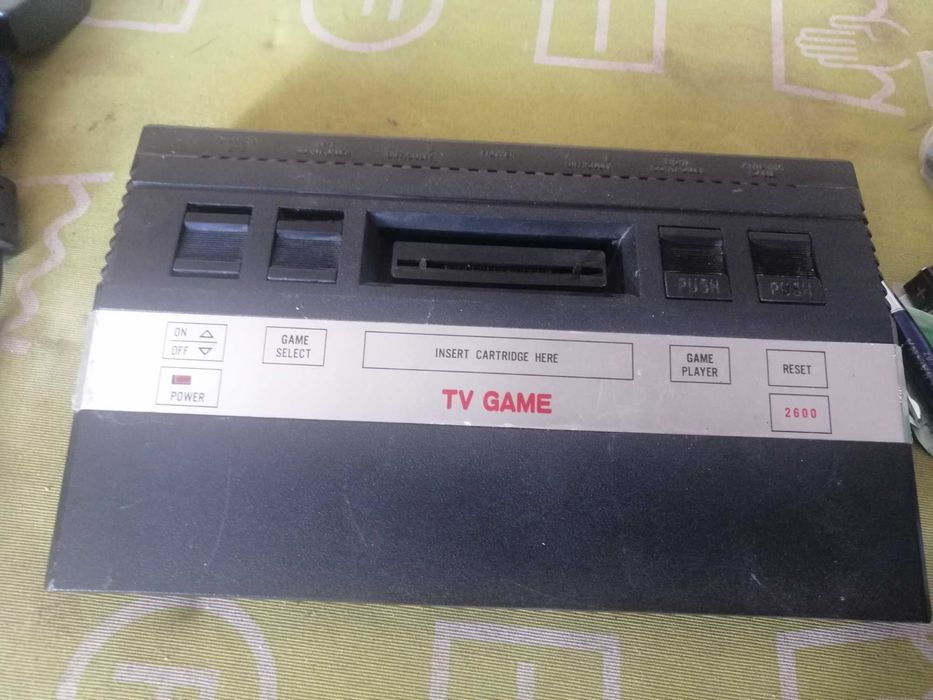 PUSH
PUSH
ON
OFF
POWER
GAME
SELECT
INSERT CARTRIDGE HERE
TV GAME
GAME
PLAYER
RESET
2600